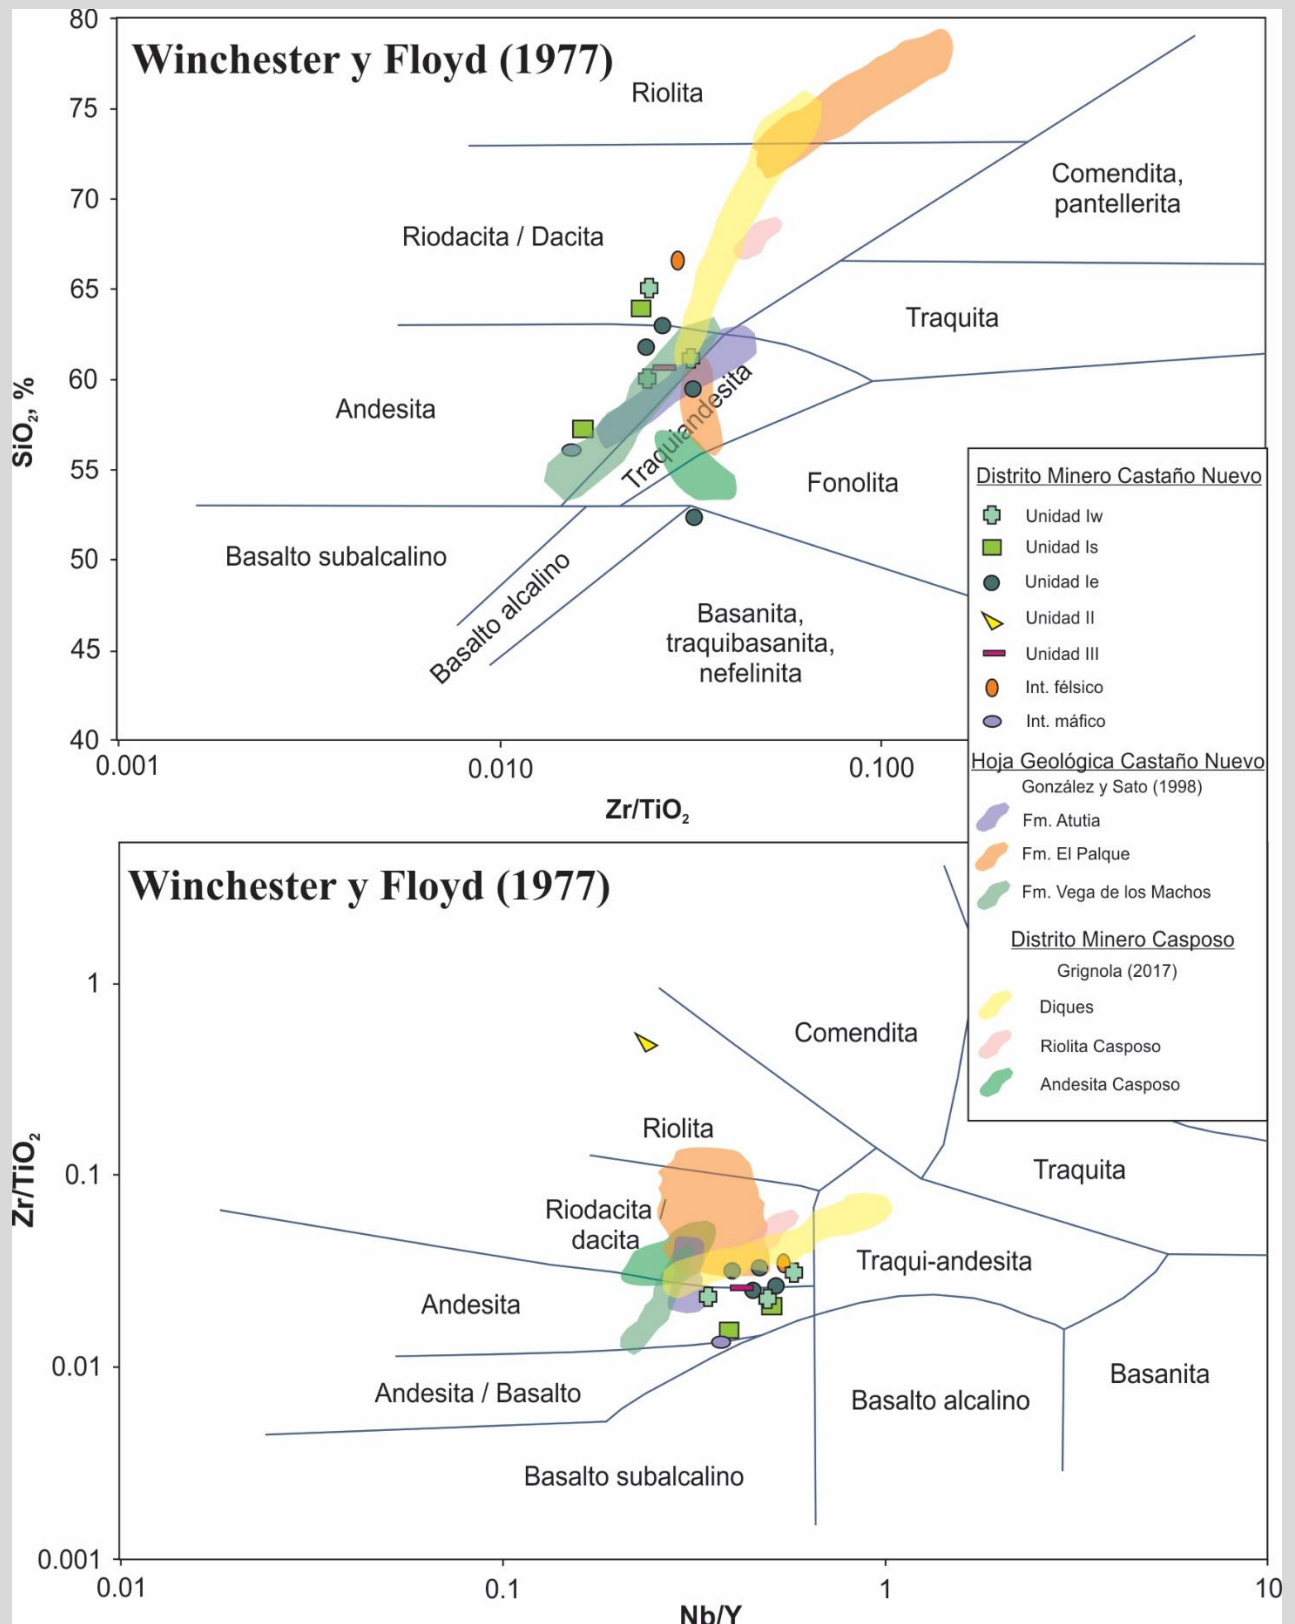 Winchester y Floyd (1977)
80
75
70
65
60
55
50
45
40
SiO₂, %
Riolita
Comendita,
pantellerita
Riodacita / Dacita
Traquita
Andesita
Traquiandesita
Fonolita
Basalto subalcalino
Basalto alcalino
Basanita,
traquibasanita,
nefelinita
0.001
0.010
0.100
Zr/TiO₂
Distrito Minero Castaño Nuevo
Unidad Iw
Unidad Is
Unidad Ie
Unidad II
Unidad III
Int. félsico
Int. máfico
Hoja Geológica Castaño Nuevo
González y Sato (1998)
Fm. Atutia
Fm. El Palque
Fm. Vega de los Machos
Distrito Minero Casposo
Grignola (2017)
Diques
Riolita Casposo
Andesita Casposo
Winchester y Floyd (1977)
1
0.1
0.01
0.001
Zr/TiO₂
Comendita
Riolita
Traquita
Riodacita /
dacita
Traqui-andesita
Andesita
Basanita
Andesita / Basalto
Basalto alcalino
Basalto subalcalino
0.01
0.1
1
10
Nb/Y